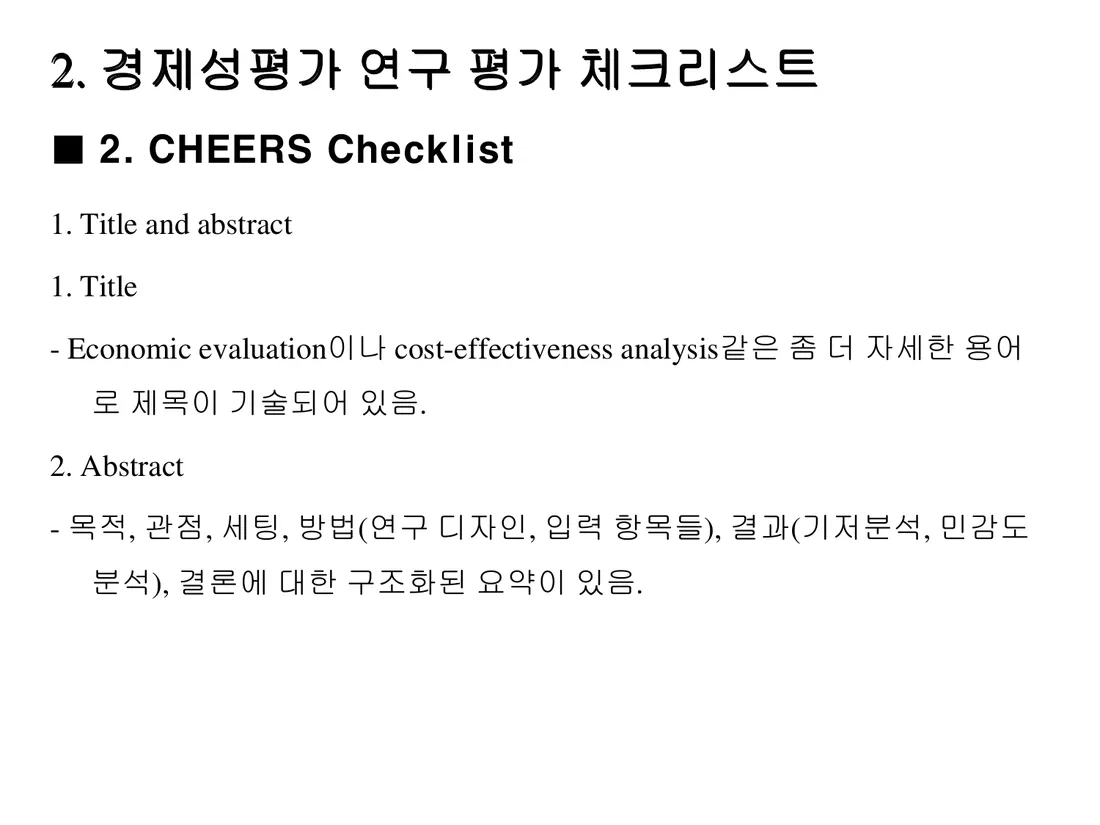 2. 경제성평가 연구 평가 체크리스트
■ 2. CHEERS Checklist
1. Title and abstract
1. Title
- Economic evaluation이나 cost-effectiveness analysis같은 좀 더 자세한 용어
로 제목이 기술되어 있음.
2. Abstract
- 목적, 관점, 세팅, 방법(연구 디자인, 입력 항목들), 결과(기저분석, 민감도
분석), 결론에 대한 구조화된 요약이 있음.